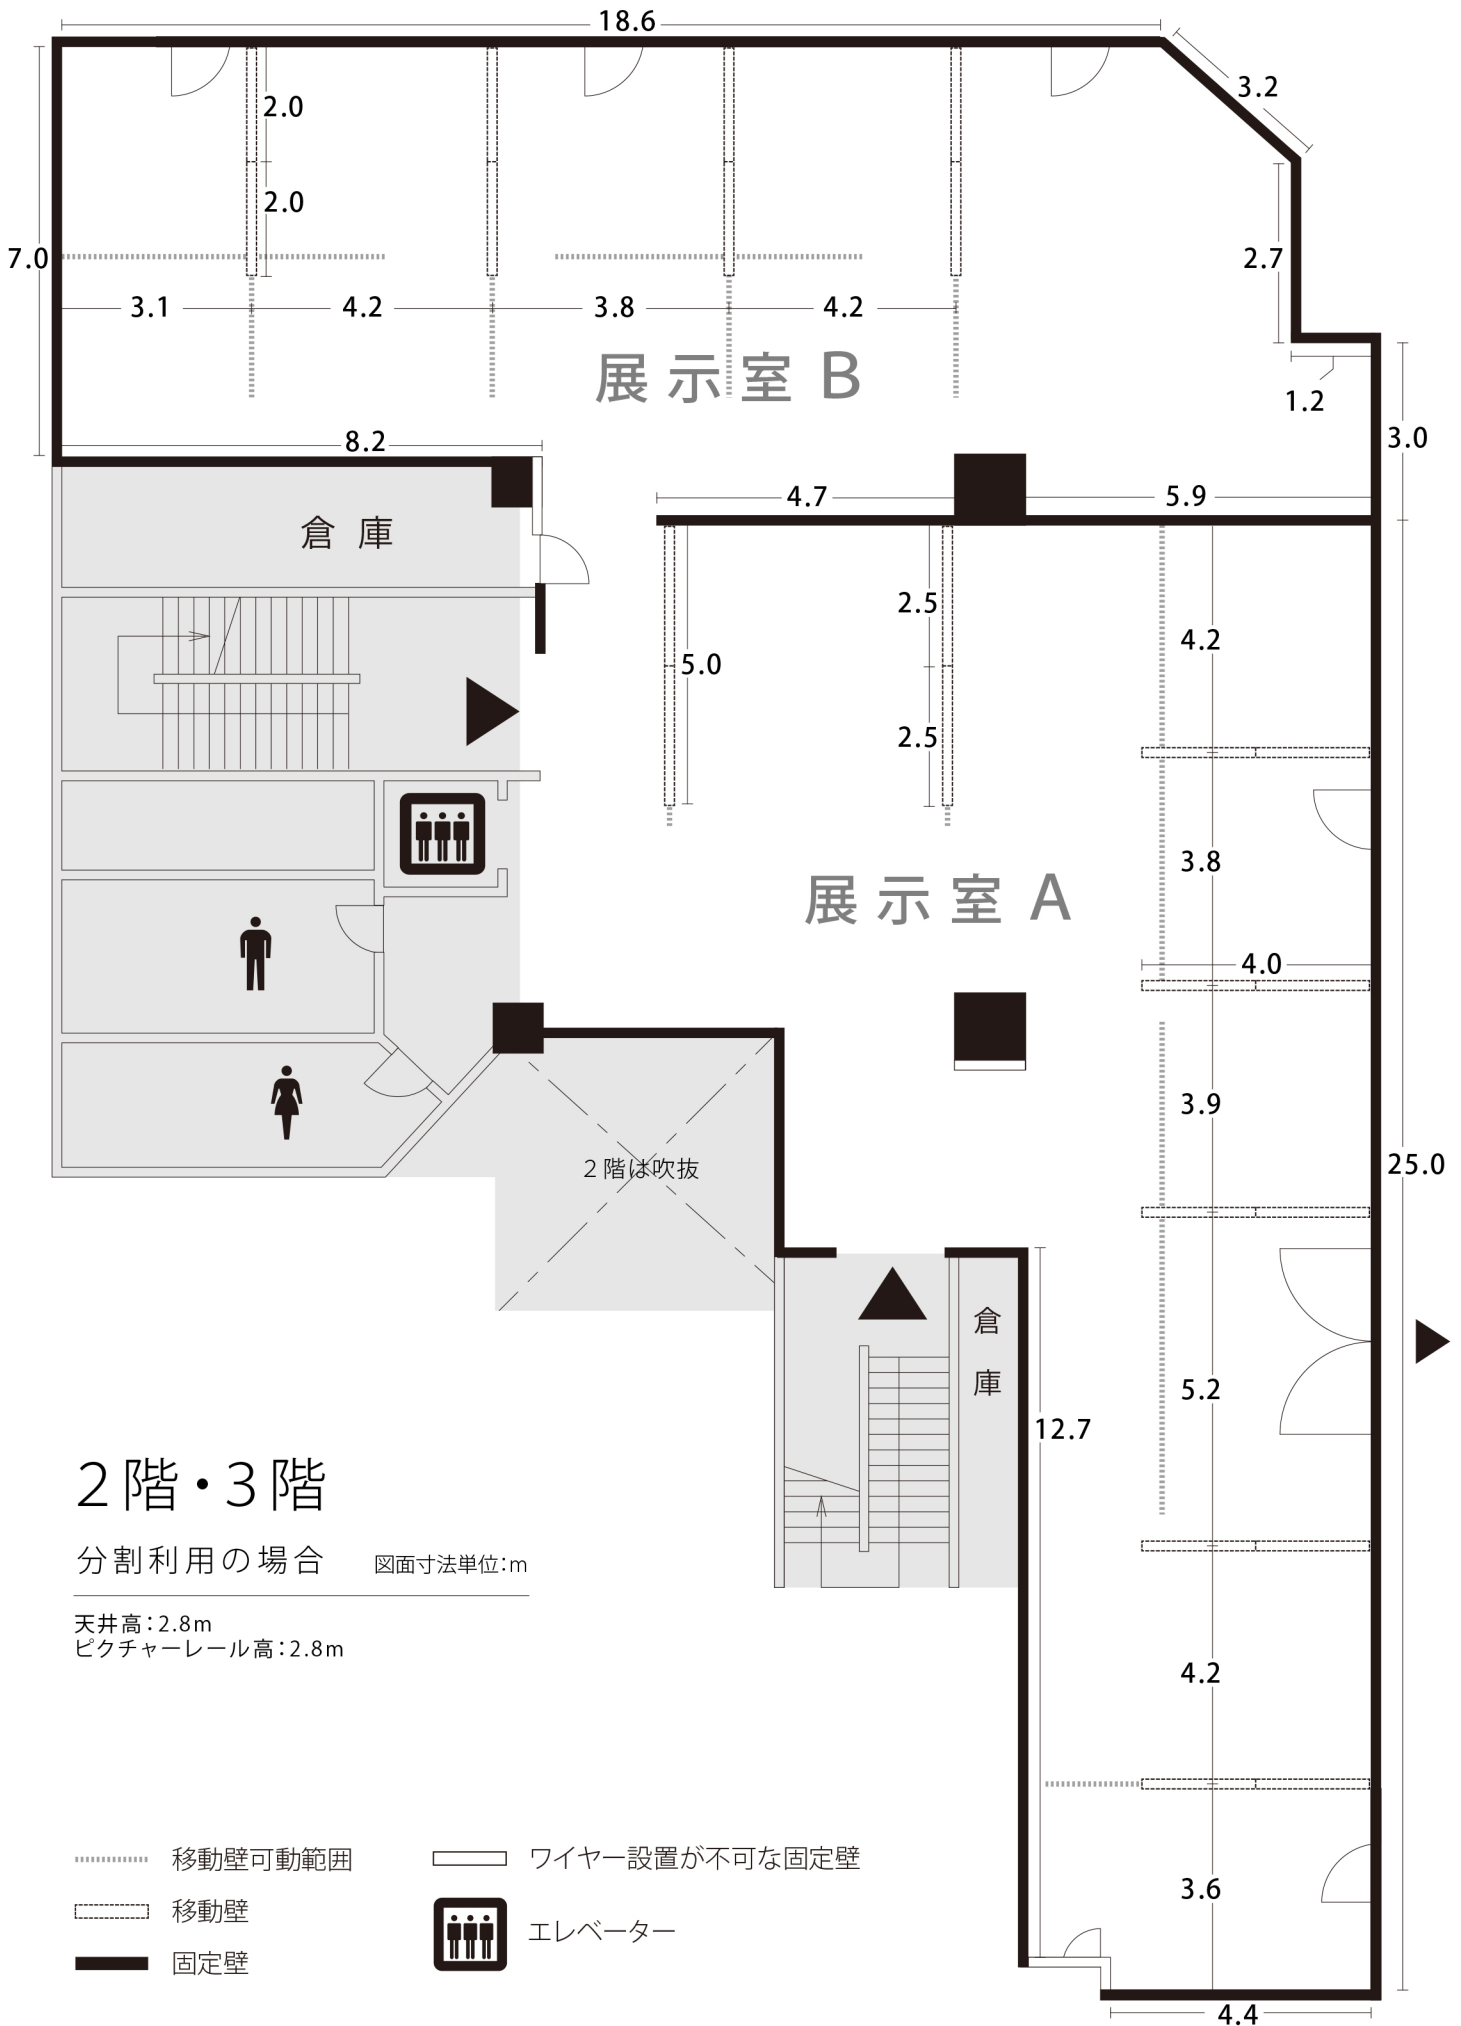 18.6
3.2
2.0
2.0
2.7
7.0
3.1
4.2
3.8
4.2
展示室 B
1.2
3.0
8.2
4.7
5.9
倉庫
2.5
4.2
5.0
2.5
3.8
展示室 A
4.0
3.9
25.0
2階は吹抜
倉庫
5.2
12.7
2階・3階
分割利用の場合
図面寸法単位：m
天井高：2.8m
ピクチャーレール高：2.8m
4.2
移動壁可動範囲
ワイヤー設置が不可な固定壁
移動壁
エレベーター
固定壁
3.6
4.4